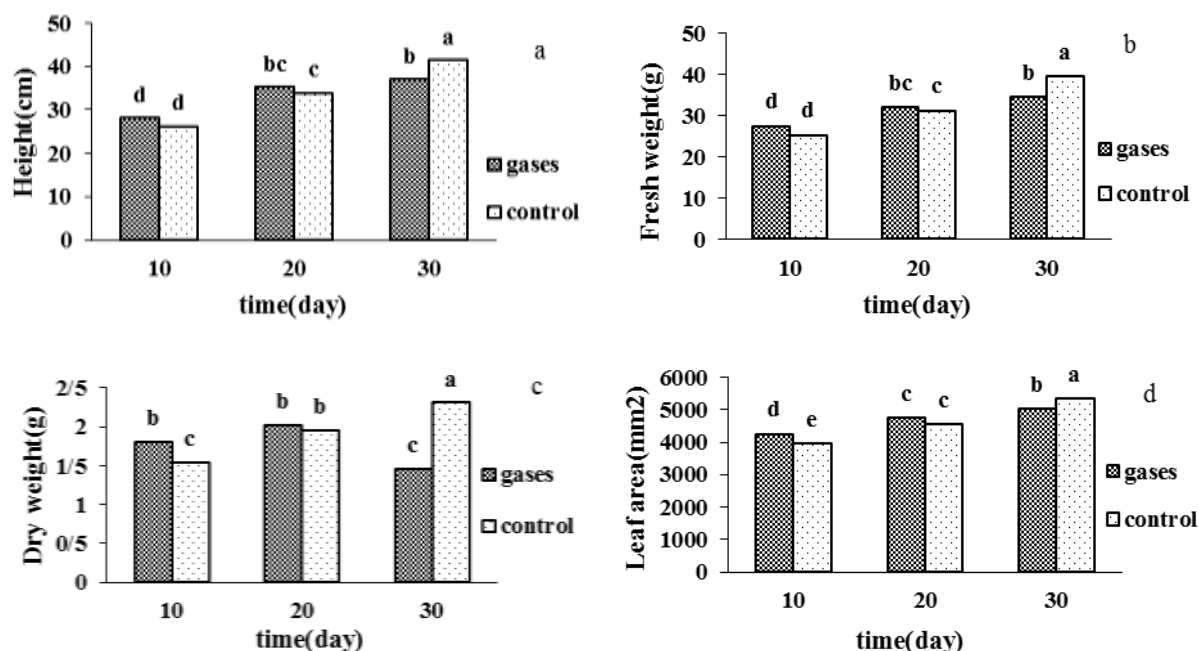 a
Height(cm)
50
40
30
20
10
0
d d bc c b a
gases
control
10 20 30
time(day)
b
Fresh weight(g)
50
40
30
20
10
0
d d bc c b a
gases
control
10 20 30
time(day)
c
Dry weight(g)
2/5
2
1/5
1
0/5
0
b c b b c a
gases
control
10 20 30
time(day)
d
Leaf area(mm2)
6000
5000
4000
3000
2000
1000
0
d e c c b a
gases
control
10 20 30
time(day)